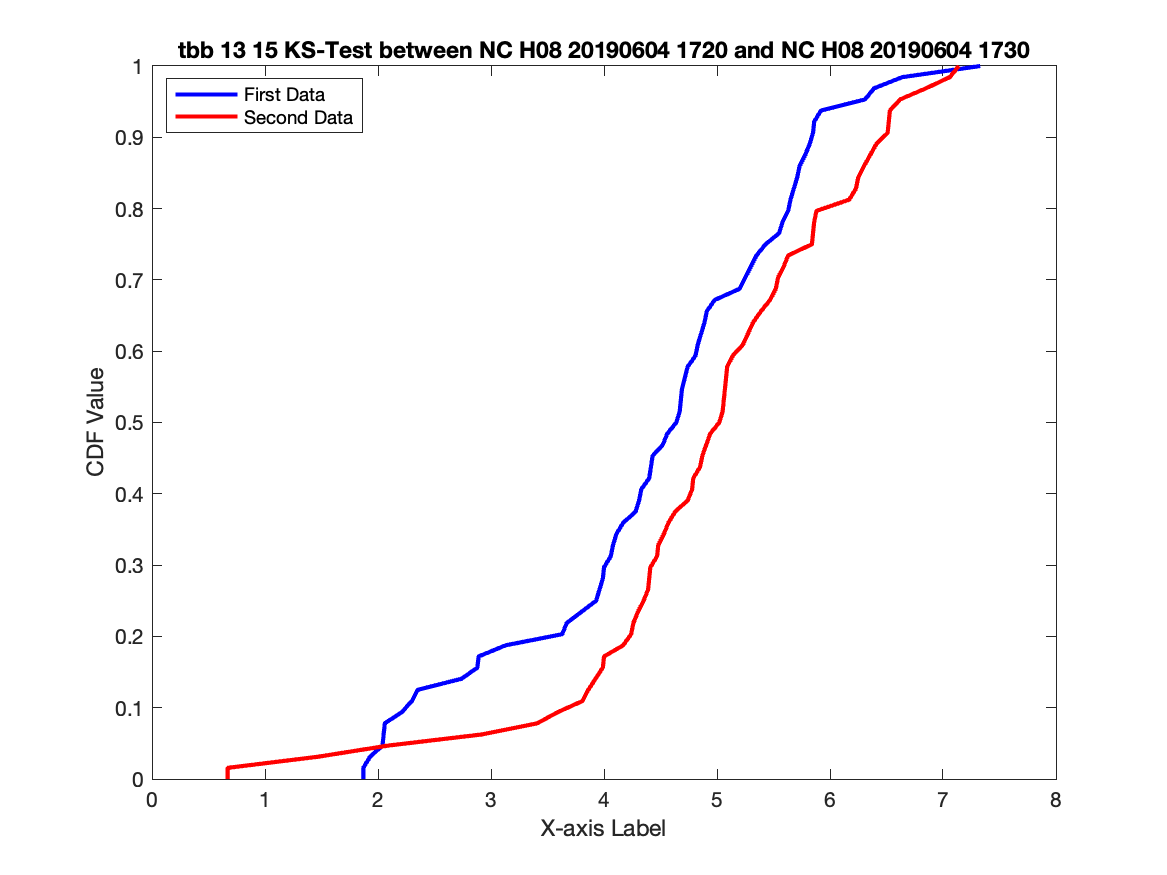 tbb 13 15 KS-Test between NC H08 20190604 1720 and NC H08 20190604 1730
First Data
Second Data
1
0.9
0.8
0.7
0.6
0.5
0.4
0.3
0.2
0.1
0
CDF Value
0 1 2 3 4 5 6 7 8
X-axis Label